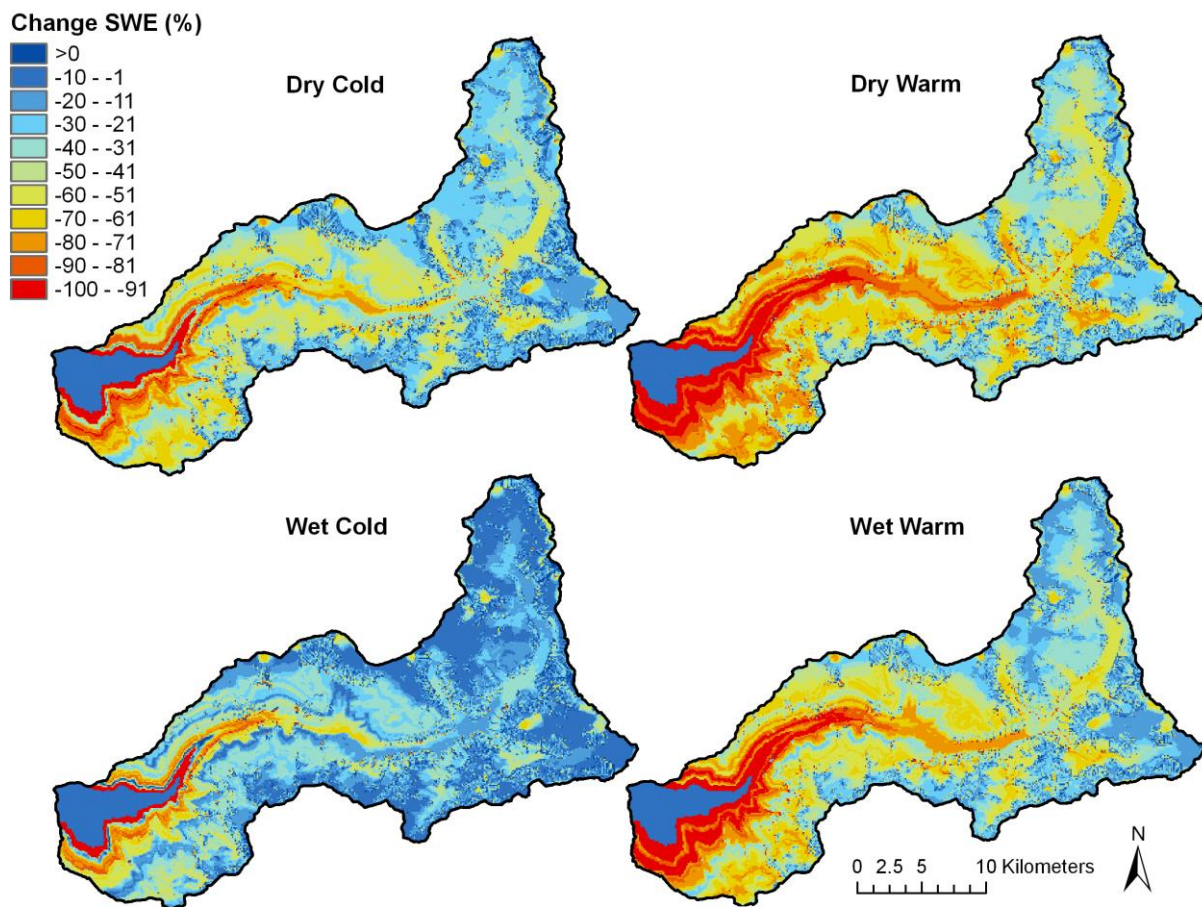 Change SWE (%)
>0
-10 - -1
-20 - -11
-30 - -21
-40 - -31
-50 - -41
-60 - -51
-70 - -61
-80 - -71
-90 - -81
-100 - -91
Dry Cold
Dry Warm
Wet Cold
Wet Warm
N
0 2.5 5 10 Kilometers